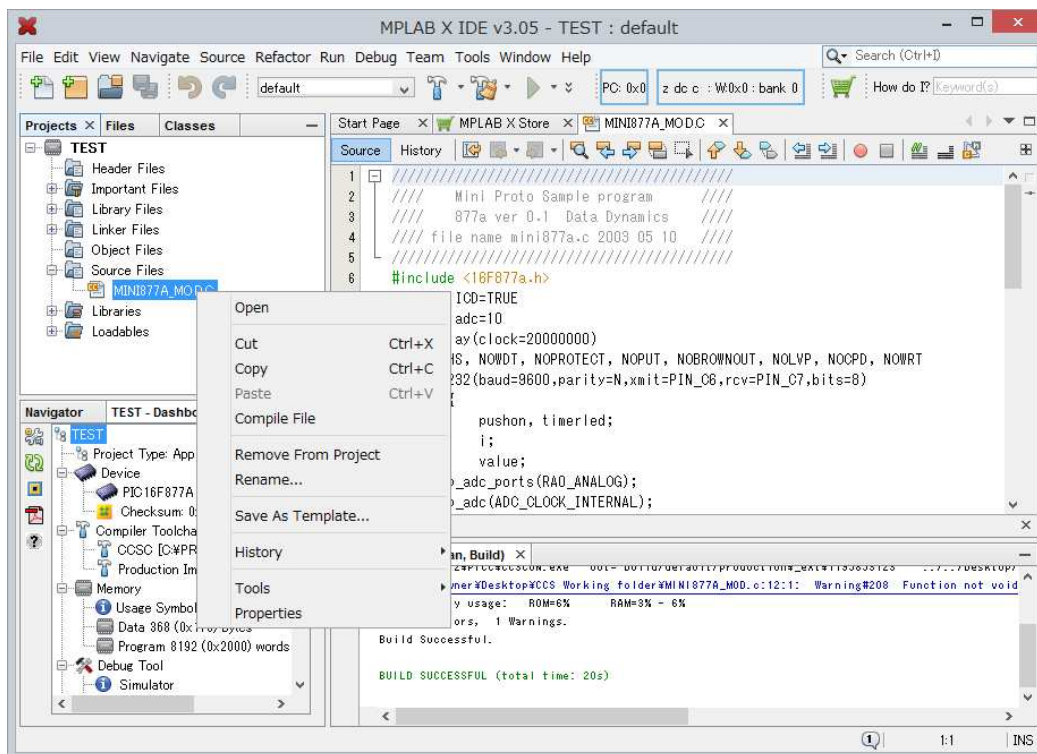 MPLAB X IDE v3.05 - TEST : default
File Edit View Navigate Source Refactor Run Debug Team Tools Window Help
Search (Ctrl+I)
default
PC: 0x0
z dc c : W:0x0 : bank 0
How do I? Keyword(s)
Projects Files Classes
TEST
Header Files
Important Files
Library Files
Linker Files
Object Files
Source Files
MINI877A_MOD.C
Libraries
Loadables
Start Page MPLAB X Store MINI877A_MOD.C
Source History
1 ////////////////////////////////////////////
2 //// Mini Proto Sample program ////
3 //// 877a ver 0.1 Data Dynamics ////
4 //// file name mini877a.c 2003 05 10 ////
5 ////////////////////////////////////////////
6 #include <16F877a.h>
ICD=TRUE
adc=10
ay(clock=20000000)
HS, NOWDT, NOPROTECT, NOPUT, NOBROWNOUT, NOLVP, NOCPD, NOWRT
232(baud=9600,parity=N,xmit=PIN_C6,rcv=PIN_C7,bits=8)
pushon, timerled;
i;
value;
_adc_ports(RA0_ANALOG);
_adc(ADC_CLOCK_INTERNAL);
Open
Cut Ctrl+X
Copy Ctrl+C
Paste Ctrl+V
Compile File
Remove From Project
Rename...
Save As Template...
History
Tools
Properties
Navigator TEST - Dashbo
TEST
Project Type: App
Device
PIC16F877A
Checksum: 0
Compiler Toolcha
CCSC [C:¥PR
Production Im
Memory
Usage Symbol
Data 368 (0x170) bytes
Program 8192 (0x2000) words
Debug Tool
Simulator
an, Build)
wner¥Desktop¥CCS Working folder¥MINI877A_MOD.c:12:1: Warning#208 Function not void
y usage: ROM=6% RAM=3% - 6%
ors, 1 Warnings.
Build Successful.
BUILD SUCCESSFUL (total time: 20s)
1
1:1
INS